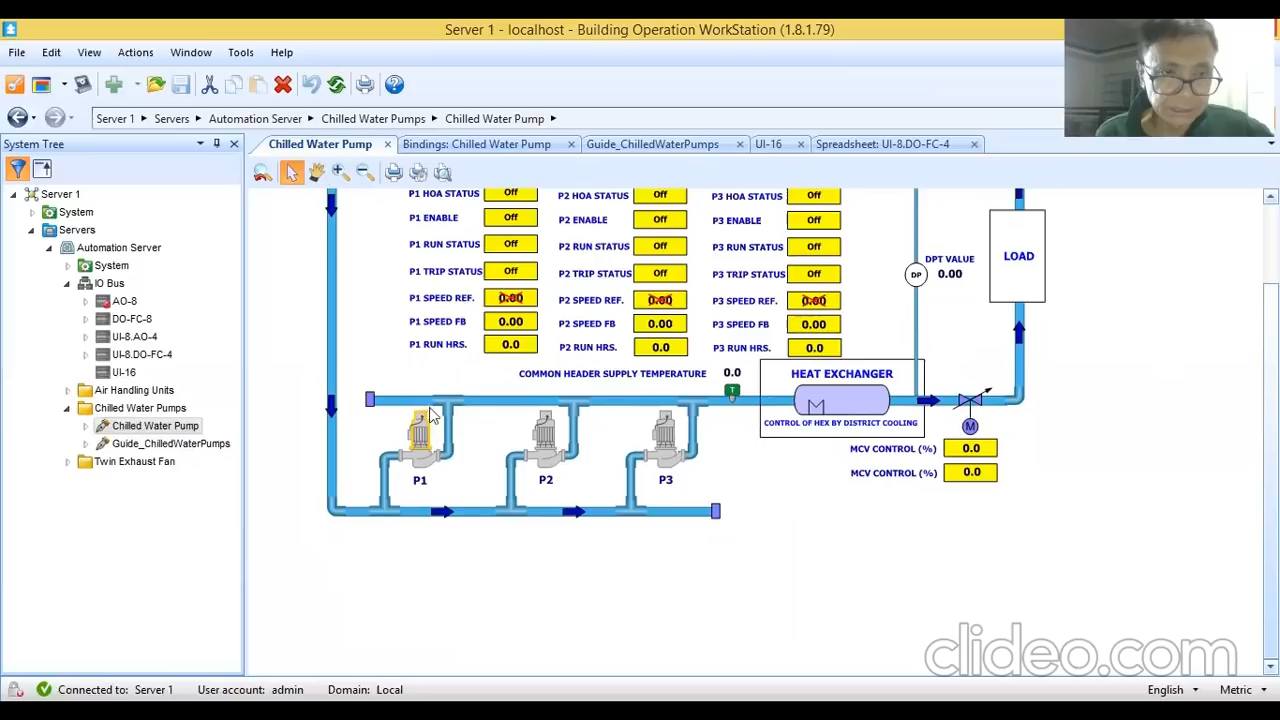 Server 1 - localhost - Building Operation WorkStation (1.8.1.79)
File Edit View Actions Window Tools Help
Server 1 Servers Automation Server Chilled Water Pumps Chilled Water Pump
System Tree
Chilled Water Pump Bindings: Chilled Water Pump Guide_ChilledWaterPumps UI-16 Spreadsheet: UI-8.DO-FC-4
Server 1
System
Servers
Automation Server
System
IO Bus
AO-8
DO-FC-8
UI-8.AO-4
UI-8.DO-FC-4
UI-16
Air Handling Units
Chilled Water Pumps
Chilled Water Pump
Guide_ChilledWaterPumps
Twin Exhaust Fan
P1 HOA STATUS Off P2 HOA STATUS Off P3 HOA STATUS Off
P1 ENABLE Off P2 ENABLE Off P3 ENABLE Off
P1 RUN STATUS Off P2 RUN STATUS Off P3 RUN STATUS Off
P1 TRIP STATUS Off P2 TRIP STATUS Off P3 TRIP STATUS Off
P1 SPEED REF. 0.00 P2 SPEED REF. 0.00 P3 SPEED REF. 0.00
P1 SPEED FB 0.00 P2 SPEED FB 0.00 P3 SPEED FB 0.00
P1 RUN HRS. 0.0 P2 RUN HRS. 0.0 P3 RUN HRS. 0.0
LOAD
DPT VALUE
DP 0.00
COMMON HEADER SUPPLY TEMPERATURE 0.0
T
HEAT EXCHANGER
CONTROL OF HEX BY DISTRICT COOLING
M
MCV CONTROL (%) 0.0
MCV CONTROL (%) 0.0
P1 P2 P3
clideo.com
Connected to: Server 1 User account: admin Domain: Local English Metric